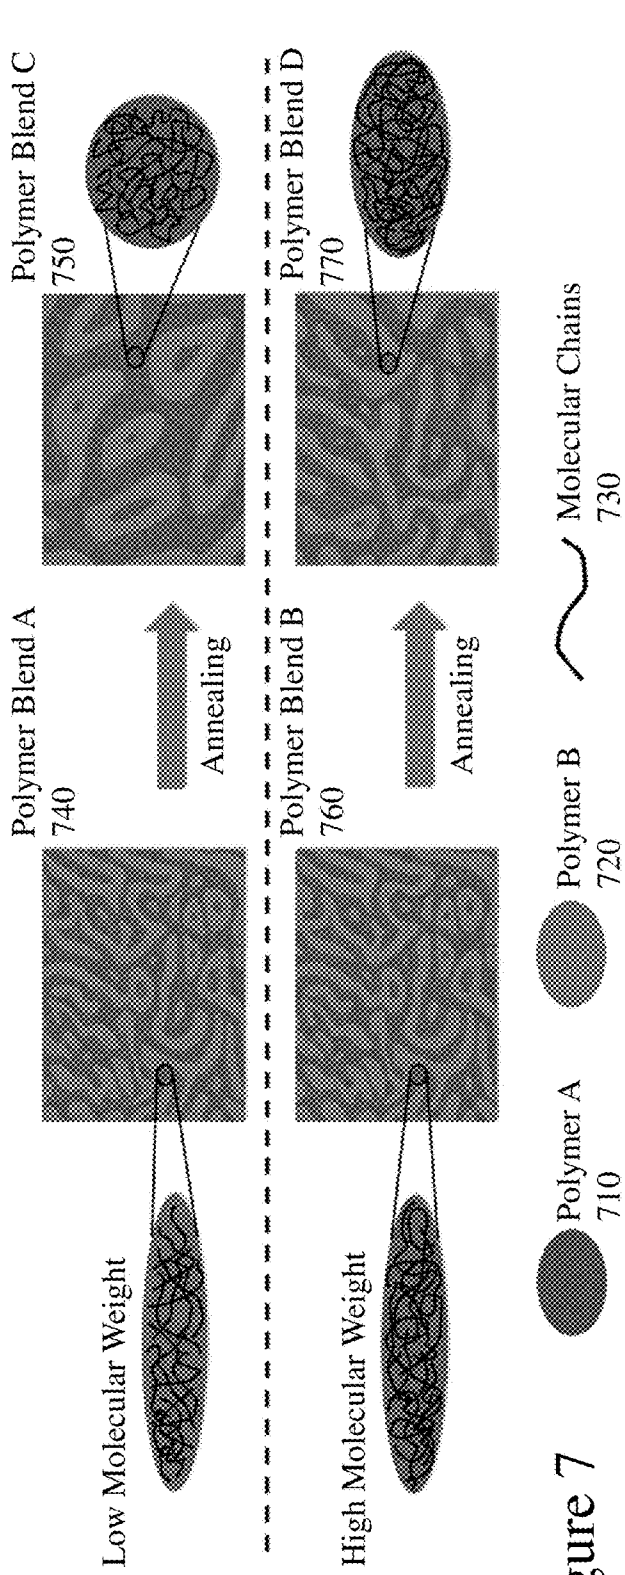 Low Molecular Weight
Polymer Blend A
740
Annealing
Polymer Blend C
750
High Molecular Weight
Polymer Blend B
760
Annealing
Polymer Blend D
770
Polymer A
710
Polymer B
720
Molecular Chains
730
gure 7